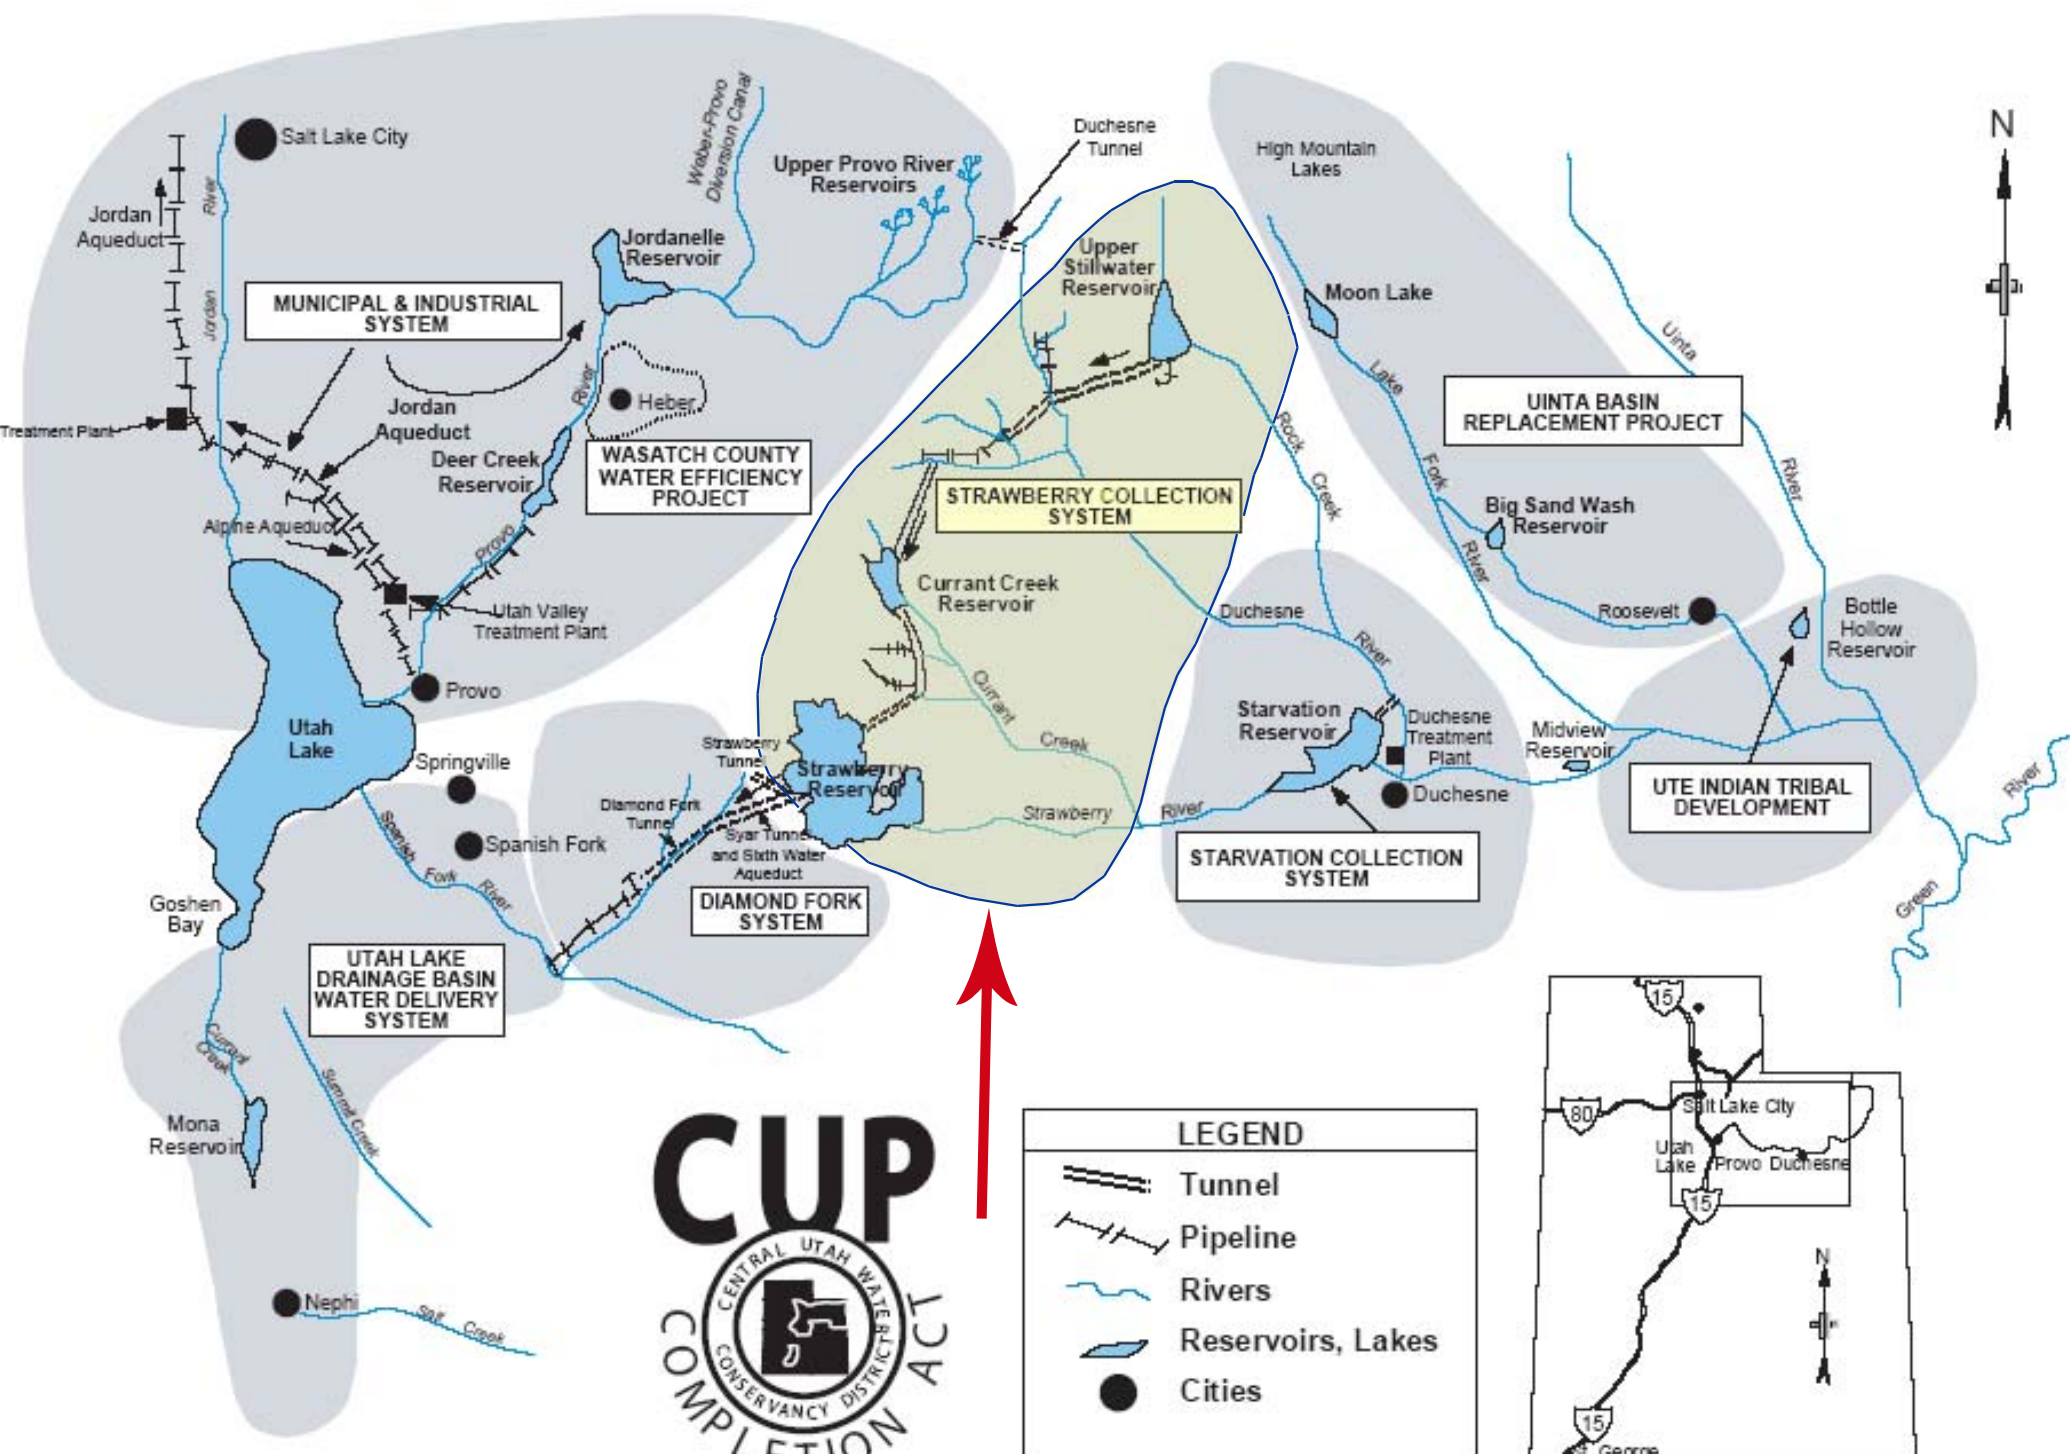 Salt Lake City
Jordan
Aqueduct
River
Jordan
MUNICIPAL & INDUSTRIAL
SYSTEM
Weber-Provo
Diversion Canal
Upper Provo River
Reservoirs
Jordanelle
Reservoir
Duchesne
Tunnel
High Mountain
Lakes
N
Upper
Stillwater
Reservoir
Moon Lake
Uinta
River
Lake
Fork
River
UINTA BASIN
REPLACEMENT PROJECT
Treatment Plant
Jordan
Aqueduct
River
Heber
Deer Creek
Reservoir
WASATCH COUNTY
WATER EFFICIENCY
PROJECT
Alpine Aqueduct
Provo
Utah Valley
Treatment Plant
Provo
STRAWBERRY COLLECTION
SYSTEM
Rock
Creek
Big Sand Wash
Reservoir
Currant Creek
Reservoir
Duchesne
River
Roosevelt
Bottle
Hollow
Reservoir
Utah
Lake
Springville
Spanish Fork
Spanish
Fork
River
Strawberry
Tunnel
Strawberry
Reservoir
Currant
Creek
Strawberry
River
Starvation
Reservoir
Duchesne
Treatment
Plant
Duchesne
Midview
Reservoir
UTE INDIAN TRIBAL
DEVELOPMENT
STARVATION COLLECTION
SYSTEM
Green
River
Diamond Fork
Tunnel
Syar Tunnel
and Sixth Water
Aqueduct
DIAMOND FORK
SYSTEM
Goshen
Bay
UTAH LAKE
DRAINAGE BASIN
WATER DELIVERY
SYSTEM
Currant
Creek
Mona
Reservoir
Summit Creek
Nephi
Salt Creek
CUP
COMPLETION ACT
CENTRAL UTAH WATER
CONSERVANCY DISTRICT
LEGEND
Tunnel
Pipeline
Rivers
Reservoirs, Lakes
Cities
15
80
Salt Lake City
Utah
Lake
Provo
Duchesne
15
N
15
St. George